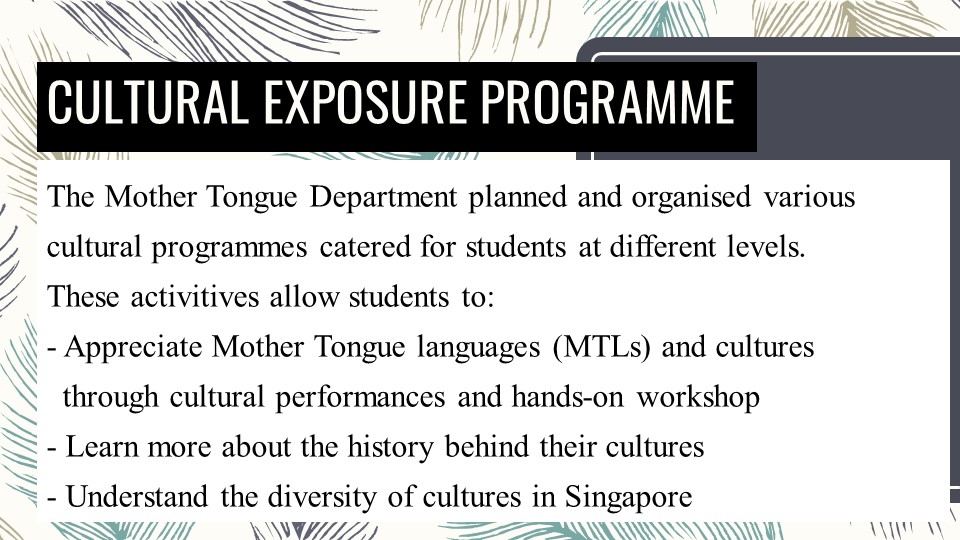 CULTURAL EXPOSURE PROGRAMME
The Mother Tongue Department planned and organised various
cultural programmes catered for students at different levels.
These activitives allow students to:
- Appreciate Mother Tongue languages (MTLs) and cultures
through cultural performances and hands-on workshop
- Learn more about the history behind their cultures
- Understand the diversity of cultures in Singapore